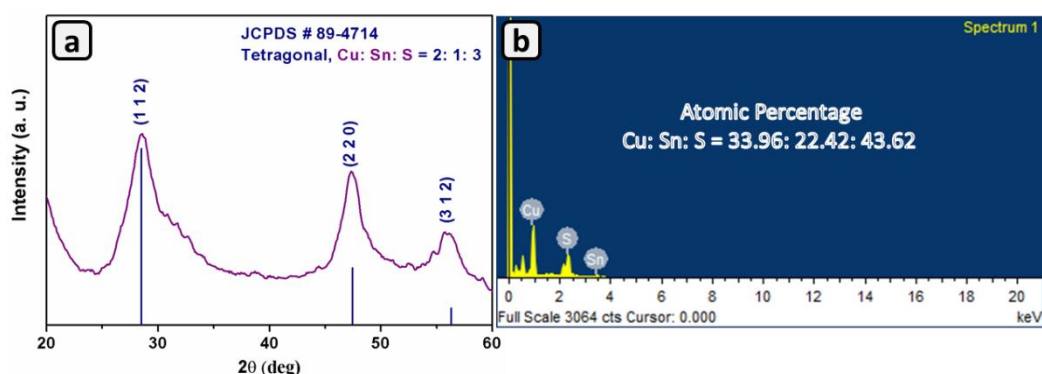 a
JCPDS # 89-4714
Tetragonal, Cu: Sn: S = 2: 1: 3
(1 1 2)
(2 2 0)
(3 1 2)
Intensity (a. u.)
20 30 40 50 60
2θ (deg)
b
Spectrum 1
Atomic Percentage
Cu: Sn: S = 33.96: 22.42: 43.62
Cu
S
Sn
0 2 4 6 8 10 12 14 16 18 20
Full Scale 3064 cts Cursor: 0.000 keV